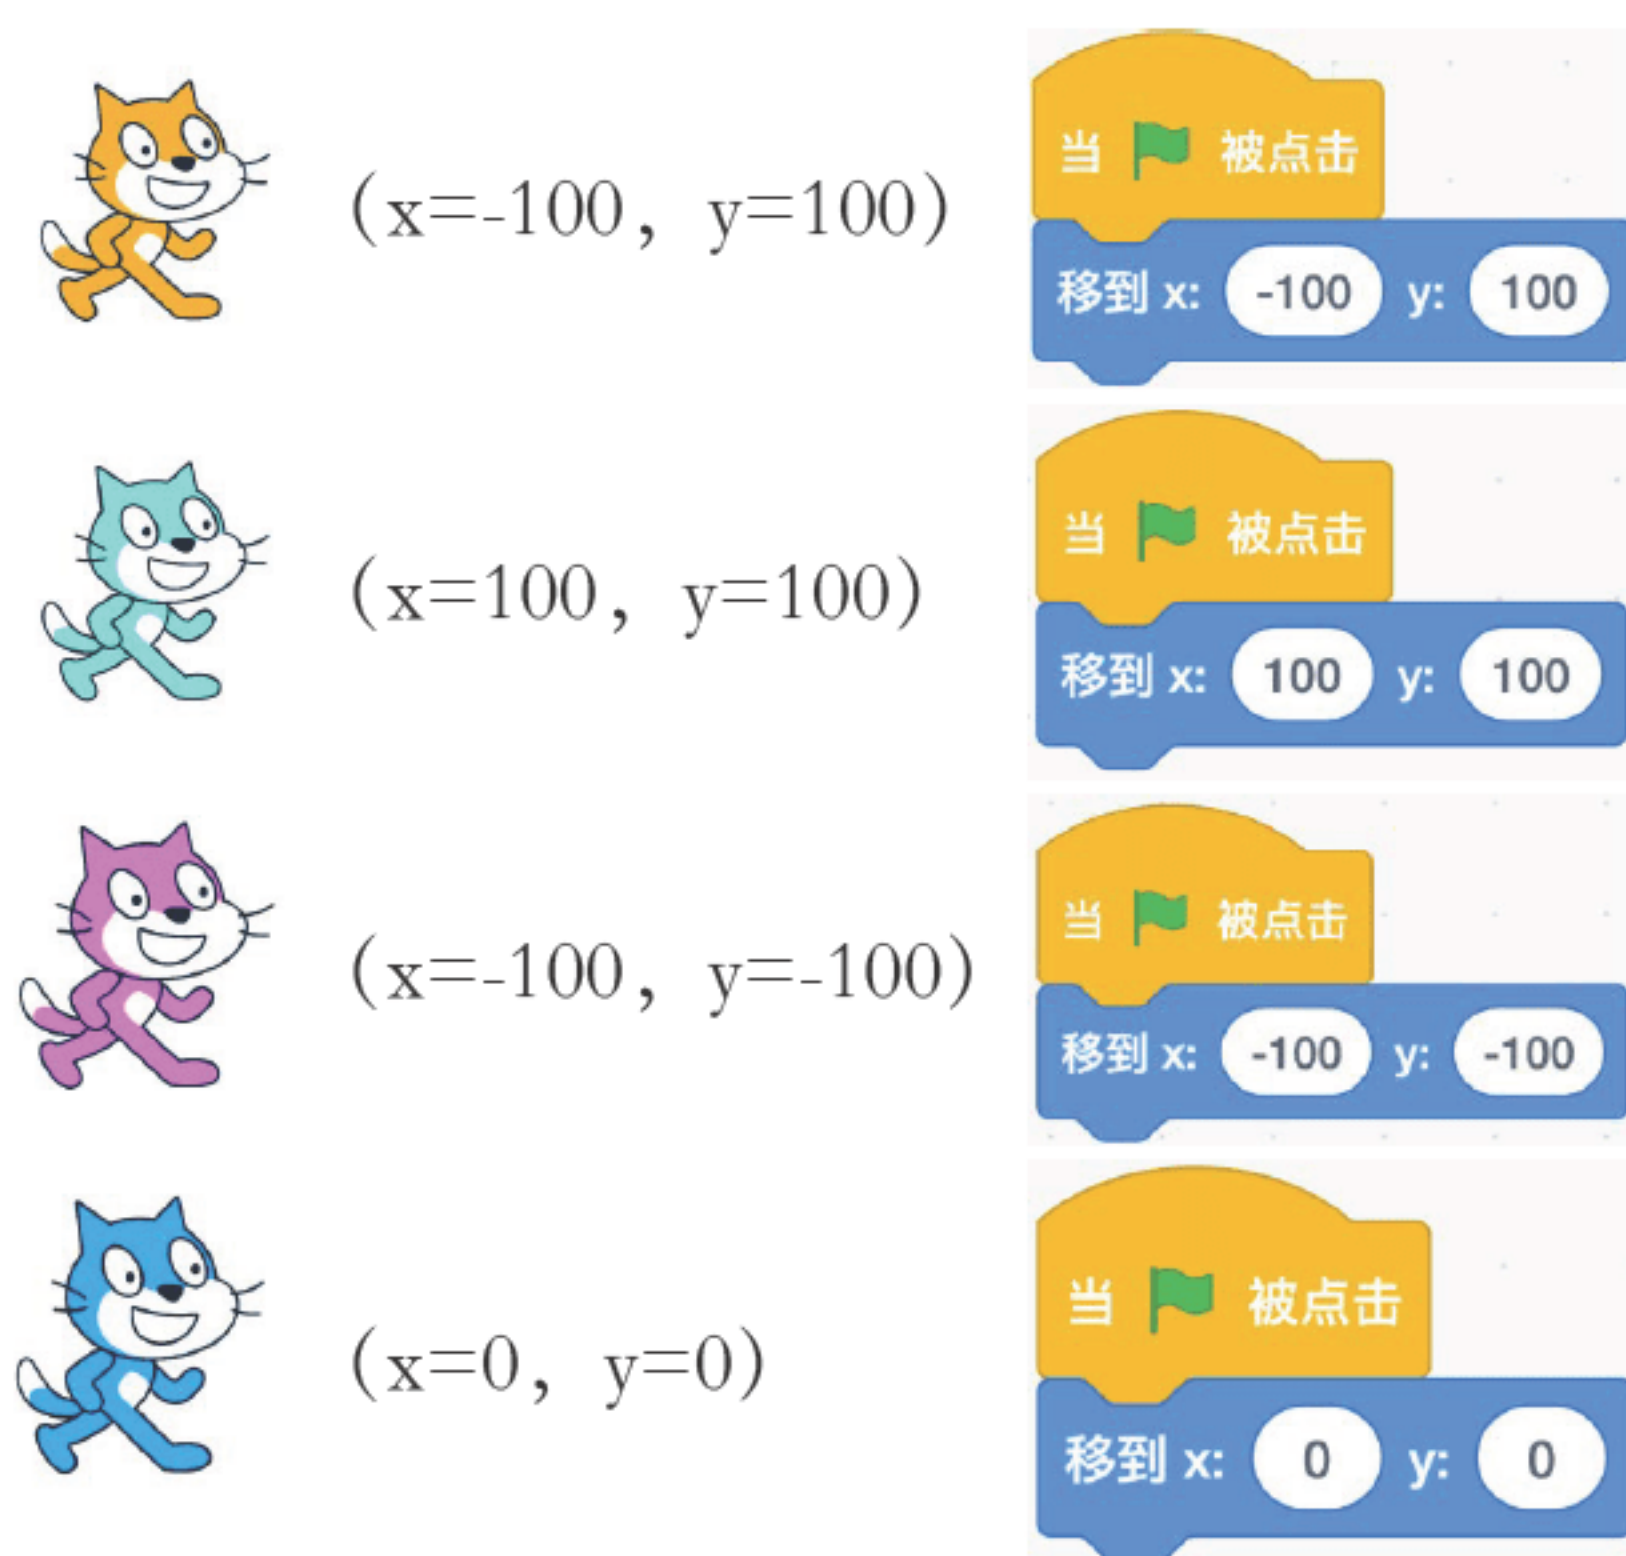 (x=-100, y=100)
当 被点击
移到 x: -100 y: 100
(x=100, y=100)
当 被点击
移到 x: 100 y: 100
(x=-100, y=-100)
当 被点击
移到 x: -100 y: -100
(x=0, y=0)
当 被点击
移到 x: 0 y: 0